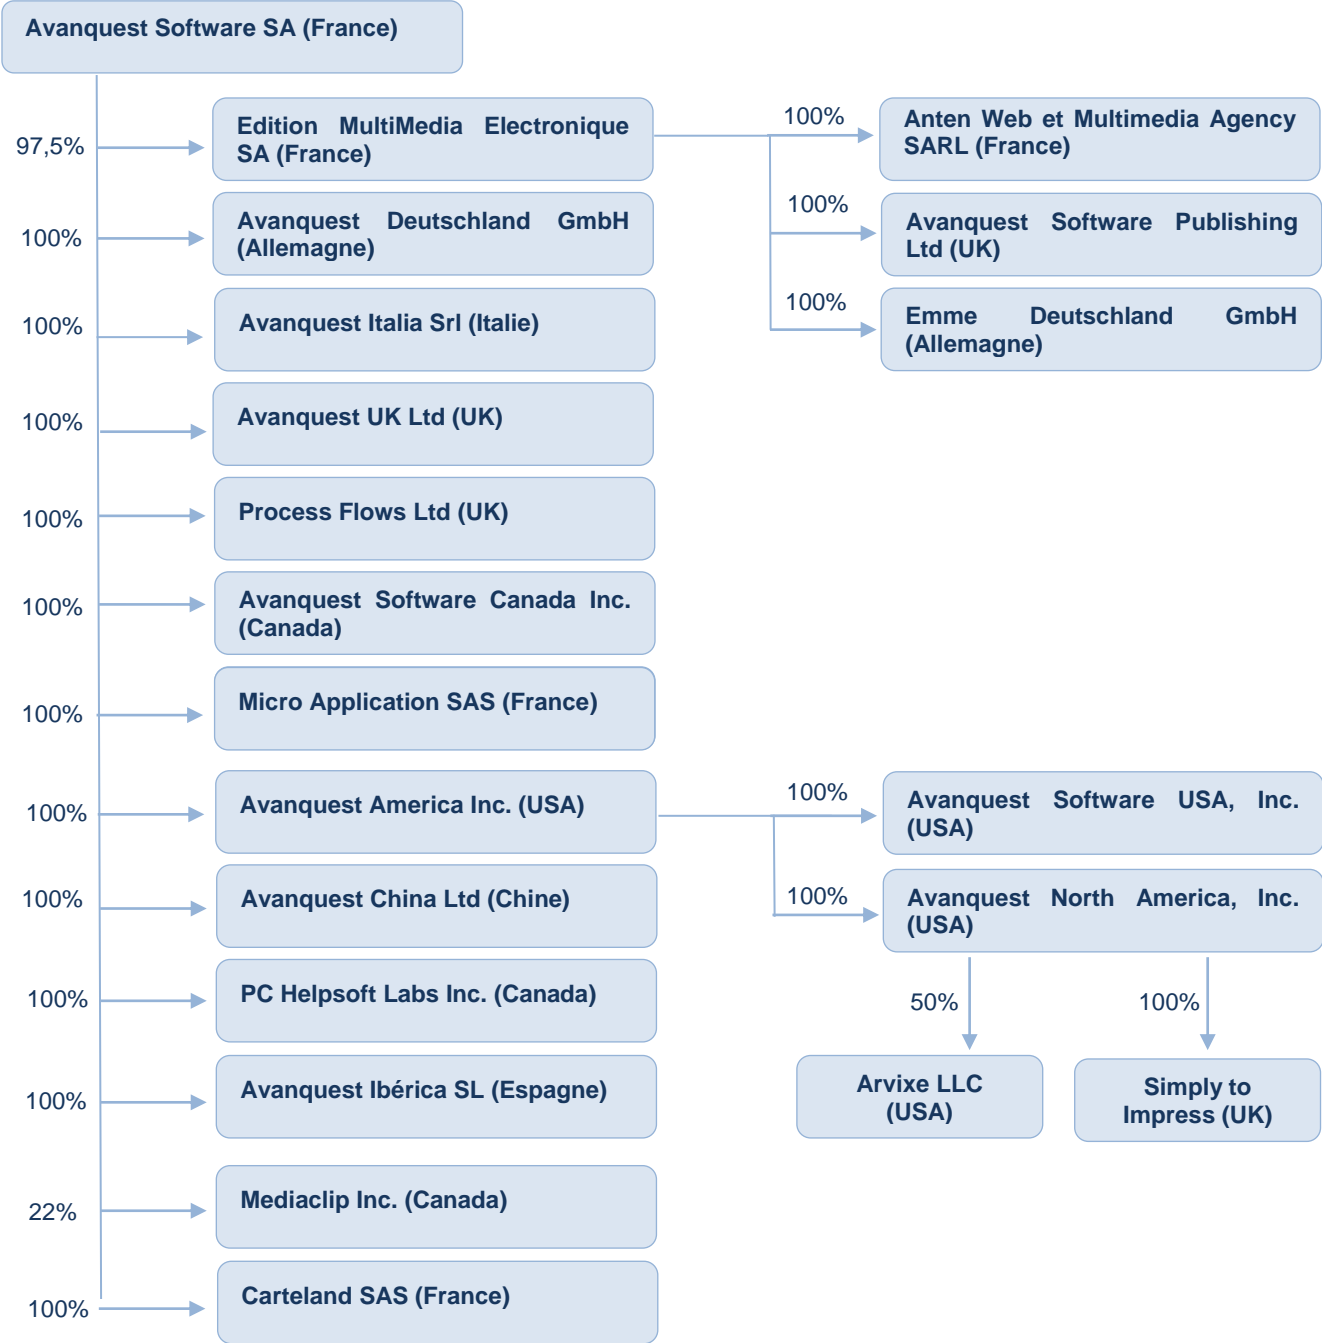 Avanquest Software SA (France)
97,5%
Edition MultiMedia Electronique
SA (France)
100%
Anten Web et Multimedia Agency
SARL (France)
100%
Avanquest Deutschland GmbH
(Allemagne)
100%
Avanquest Software Publishing
Ltd (UK)
100%
Avanquest Italia Srl (Italie)
100%
Emme Deutschland GmbH
(Allemagne)
100%
Avanquest UK Ltd (UK)
100%
Process Flows Ltd (UK)
100%
Avanquest Software Canada Inc.
(Canada)
100%
Micro Application SAS (France)
100%
Avanquest America Inc. (USA)
100%
Avanquest Software USA, Inc.
(USA)
100%
Avanquest China Ltd (Chine)
100%
Avanquest North America, Inc.
(USA)
100%
PC Helpsoft Labs Inc. (Canada)
50%
100%
100%
Avanquest Ibérica SL (Espagne)
Arvixe LLC
(USA)
Simply to
Impress (UK)
22%
Mediaclip Inc. (Canada)
100%
Carteland SAS (France)